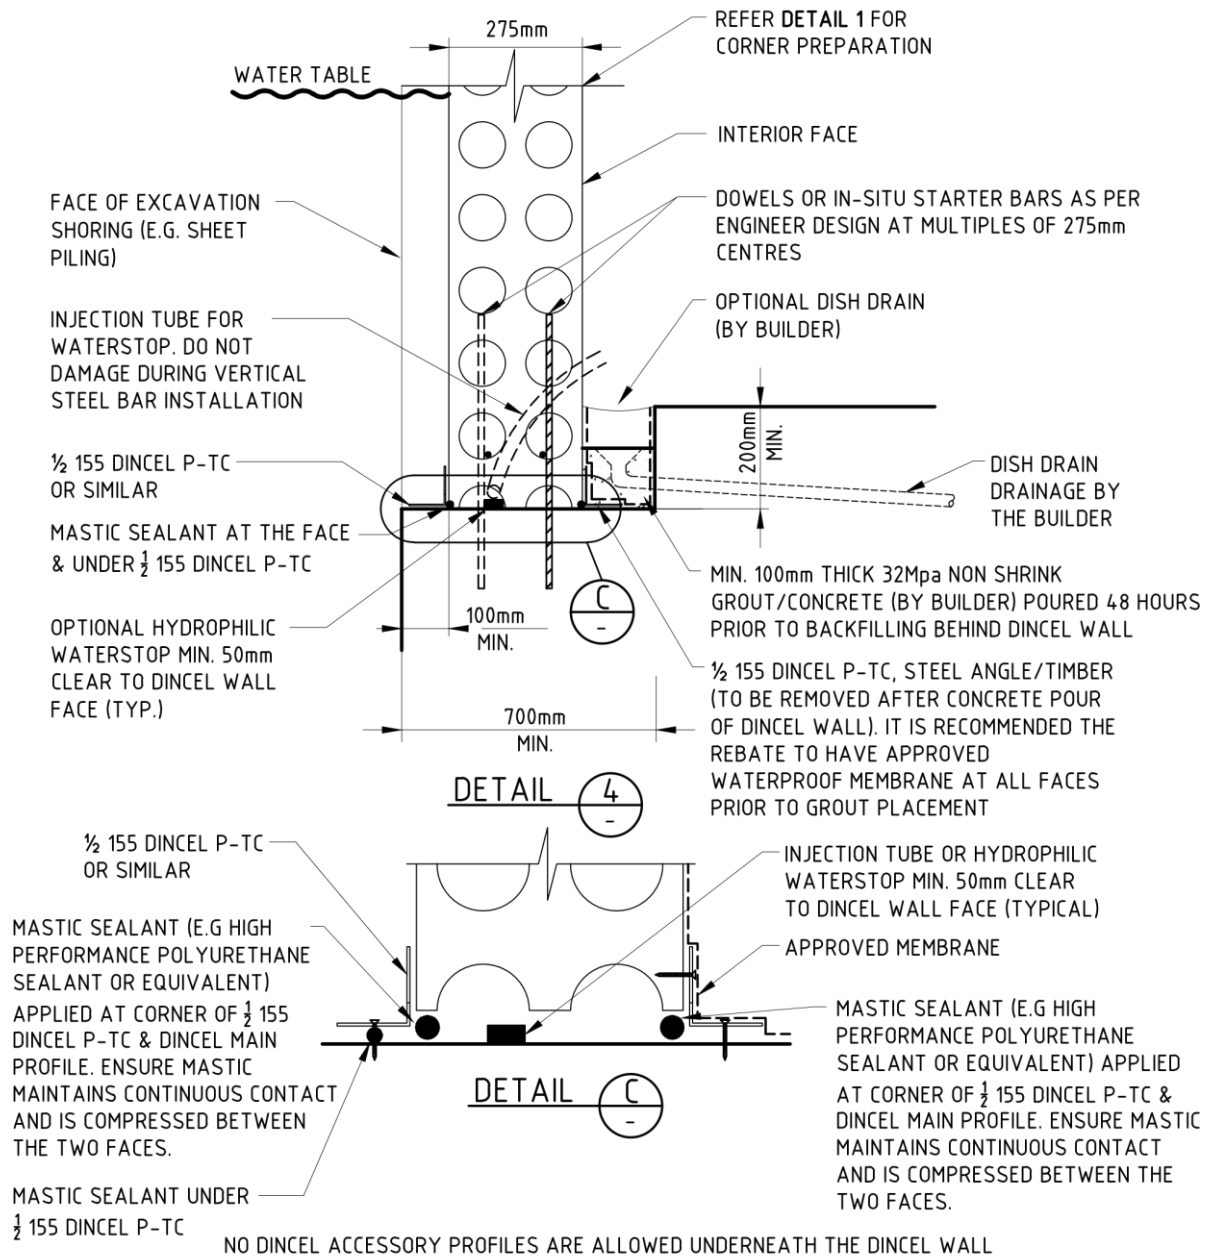 275mm
REFER DETAIL 1 FOR
CORNER PREPARATION
WATER TABLE
INTERIOR FACE
FACE OF EXCAVATION
SHORING (E.G. SHEET
PILING)
DOWELS OR IN-SITU STARTER BARS AS PER
ENGINEER DESIGN AT MULTIPLES OF 275mm
CENTRES
INJECTION TUBE FOR
WATERSTOP. DO NOT
DAMAGE DURING VERTICAL
STEEL BAR INSTALLATION
OPTIONAL DISH DRAIN
(BY BUILDER)
200mm
MIN.
½ 155 DINCEL P-TC
OR SIMILAR
DISH DRAIN
DRAINAGE BY
THE BUILDER
MASTIC SEALANT AT THE FACE
& UNDER ½ 155 DINCEL P-TC
MIN. 100mm THICK 32Mpa NON SHRINK
GROUT/CONCRETE (BY BUILDER) POURED 48 HOURS
PRIOR TO BACKFILLING BEHIND DINCEL WALL
C
-
100mm
MIN.
OPTIONAL HYDROPHILIC
WATERSTOP MIN. 50mm
CLEAR TO DINCEL WALL
FACE (TYP.)
½ 155 DINCEL P-TC, STEEL ANGLE/TIMBER
(TO BE REMOVED AFTER CONCRETE POUR
OF DINCEL WALL). IT IS RECOMMENDED THE
REBATE TO HAVE APPROVED
WATERPROOF MEMBRANE AT ALL FACES
PRIOR TO GROUT PLACEMENT
700mm
MIN.
DETAIL 4
-
½ 155 DINCEL P-TC
OR SIMILAR
INJECTION TUBE OR HYDROPHILIC
WATERSTOP MIN. 50mm CLEAR
TO DINCEL WALL FACE (TYPICAL)
APPROVED MEMBRANE
MASTIC SEALANT (E.G HIGH
PERFORMANCE POLYURETHANE
SEALANT OR EQUIVALENT)
APPLIED AT CORNER OF ½ 155
DINCEL P-TC & DINCEL MAIN
PROFILE. ENSURE MASTIC
MAINTAINS CONTINUOUS CONTACT
AND IS COMPRESSED BETWEEN
THE TWO FACES.
MASTIC SEALANT (E.G HIGH
PERFORMANCE POLYURETHANE
SEALANT OR EQUIVALENT) APPLIED
AT CORNER OF ½ 155 DINCEL P-TC &
DINCEL MAIN PROFILE. ENSURE MASTIC
MAINTAINS CONTINUOUS CONTACT
AND IS COMPRESSED BETWEEN THE
TWO FACES.
DETAIL C
-
MASTIC SEALANT UNDER
½ 155 DINCEL P-TC
NO DINCEL ACCESSORY PROFILES ARE ALLOWED UNDERNEATH THE DINCEL WALL